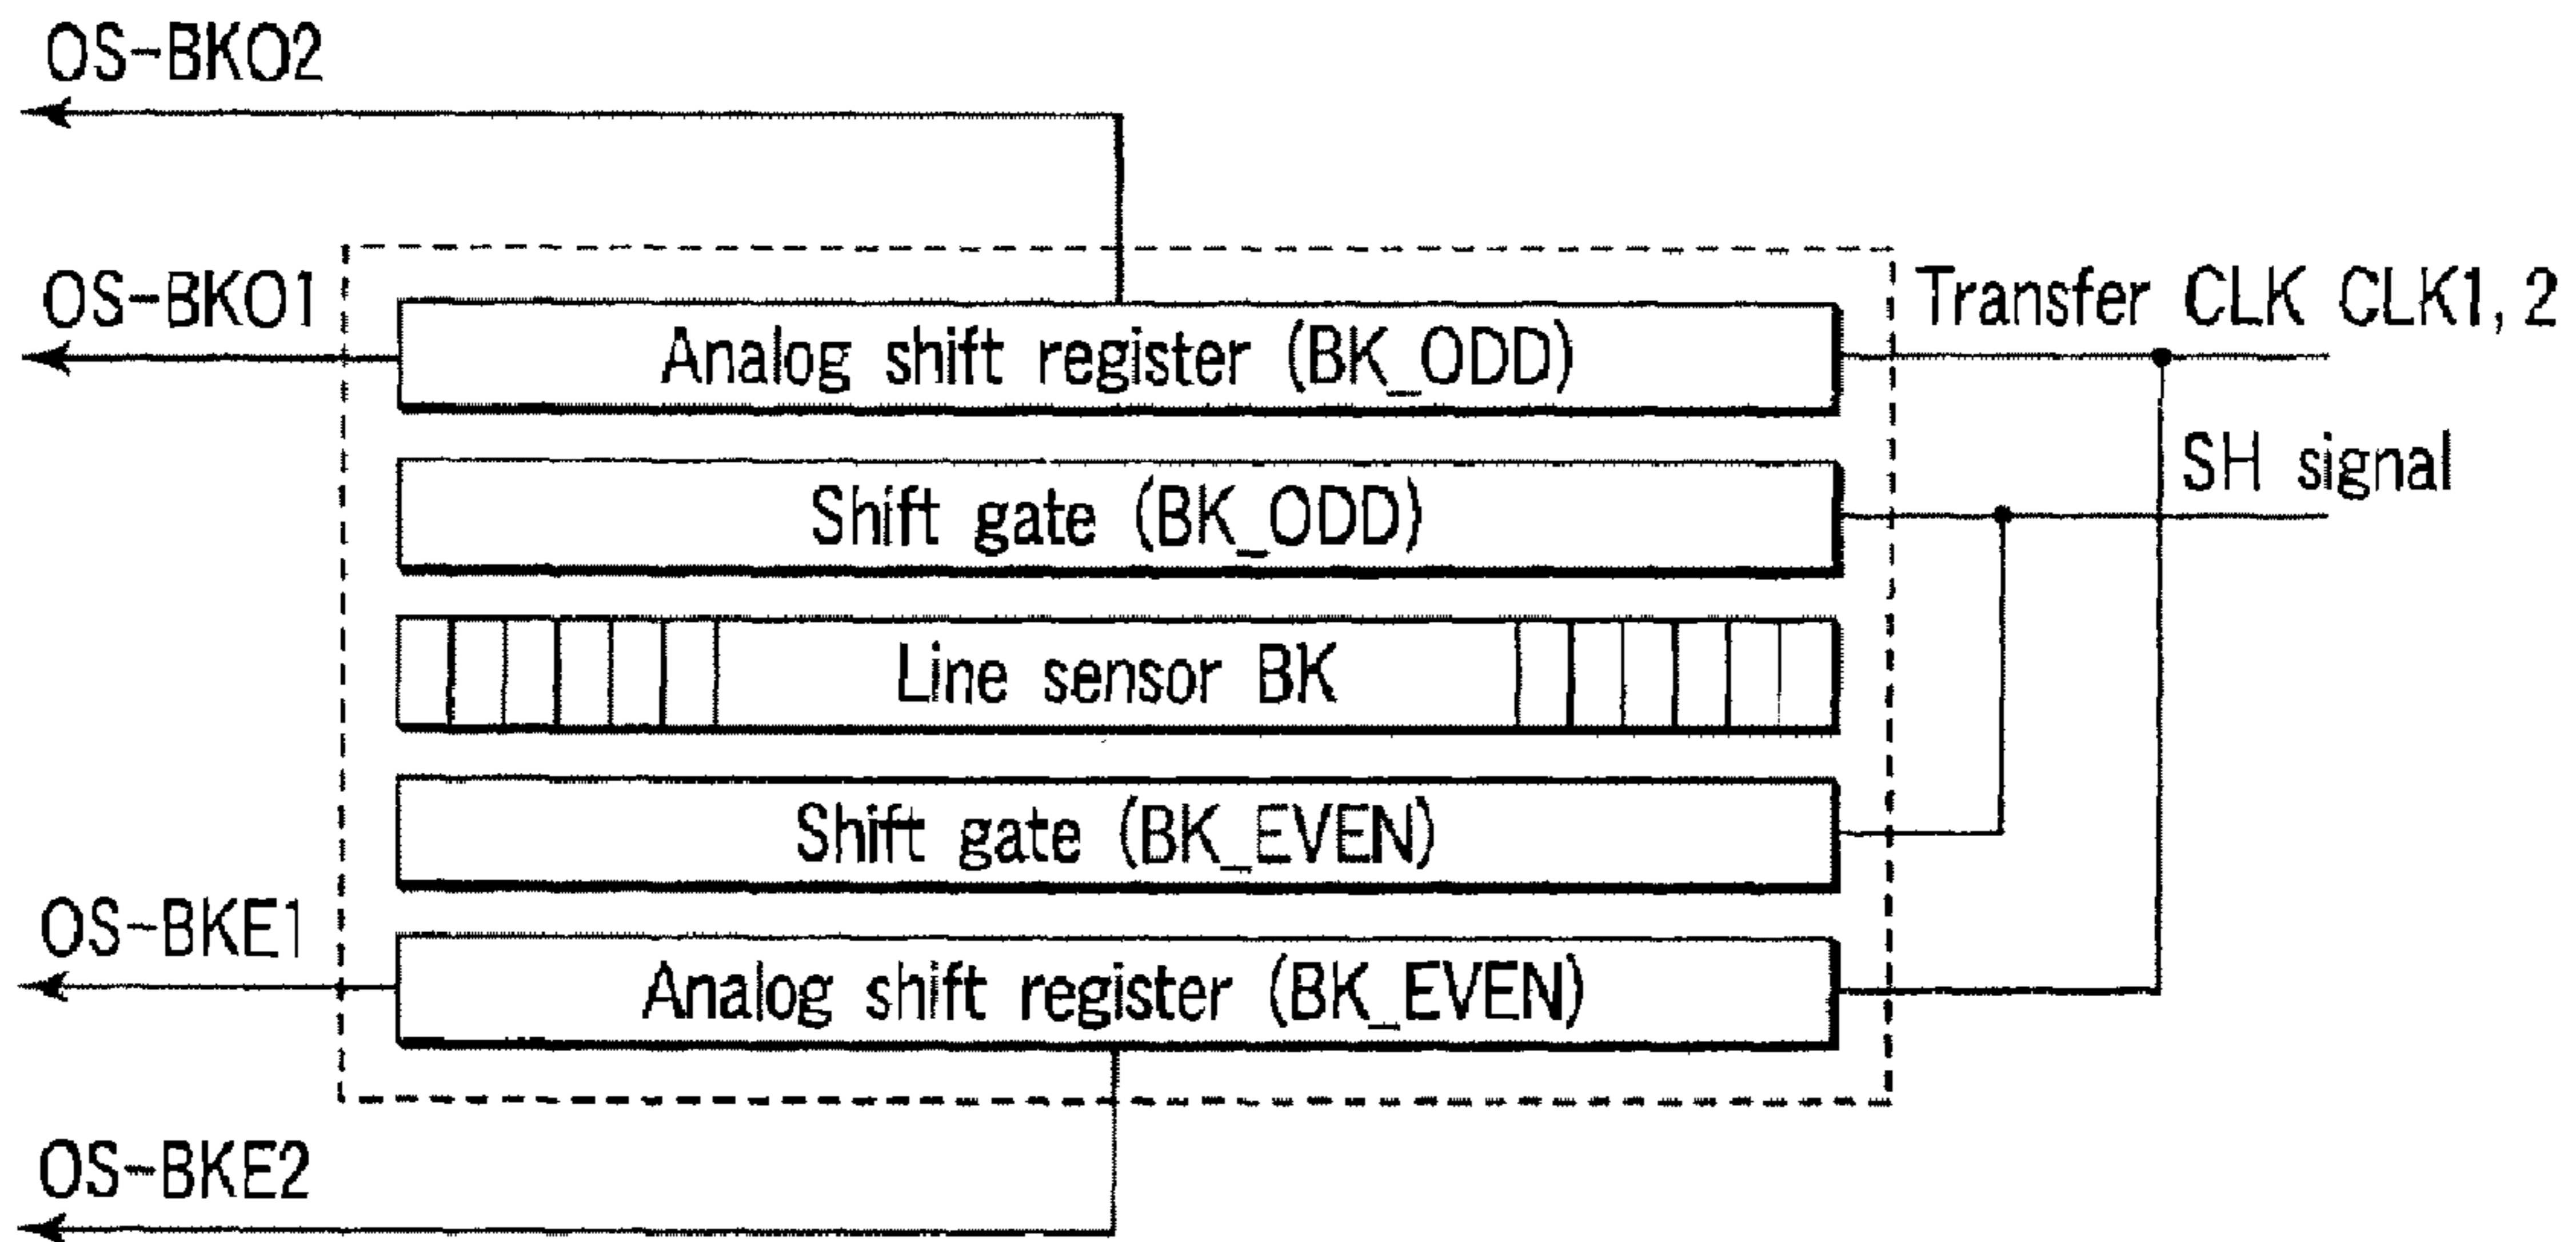 OS-BKO2
OS-BKO1
Transfer CLK CLK1, 2
Analog shift register (BK_ODD)
SH signal
Shift gate (BK_ODD)
Line sensor BK
Shift gate (BK_EVEN)
OS-BKE1
Analog shift register (BK_EVEN)
OS-BKE2